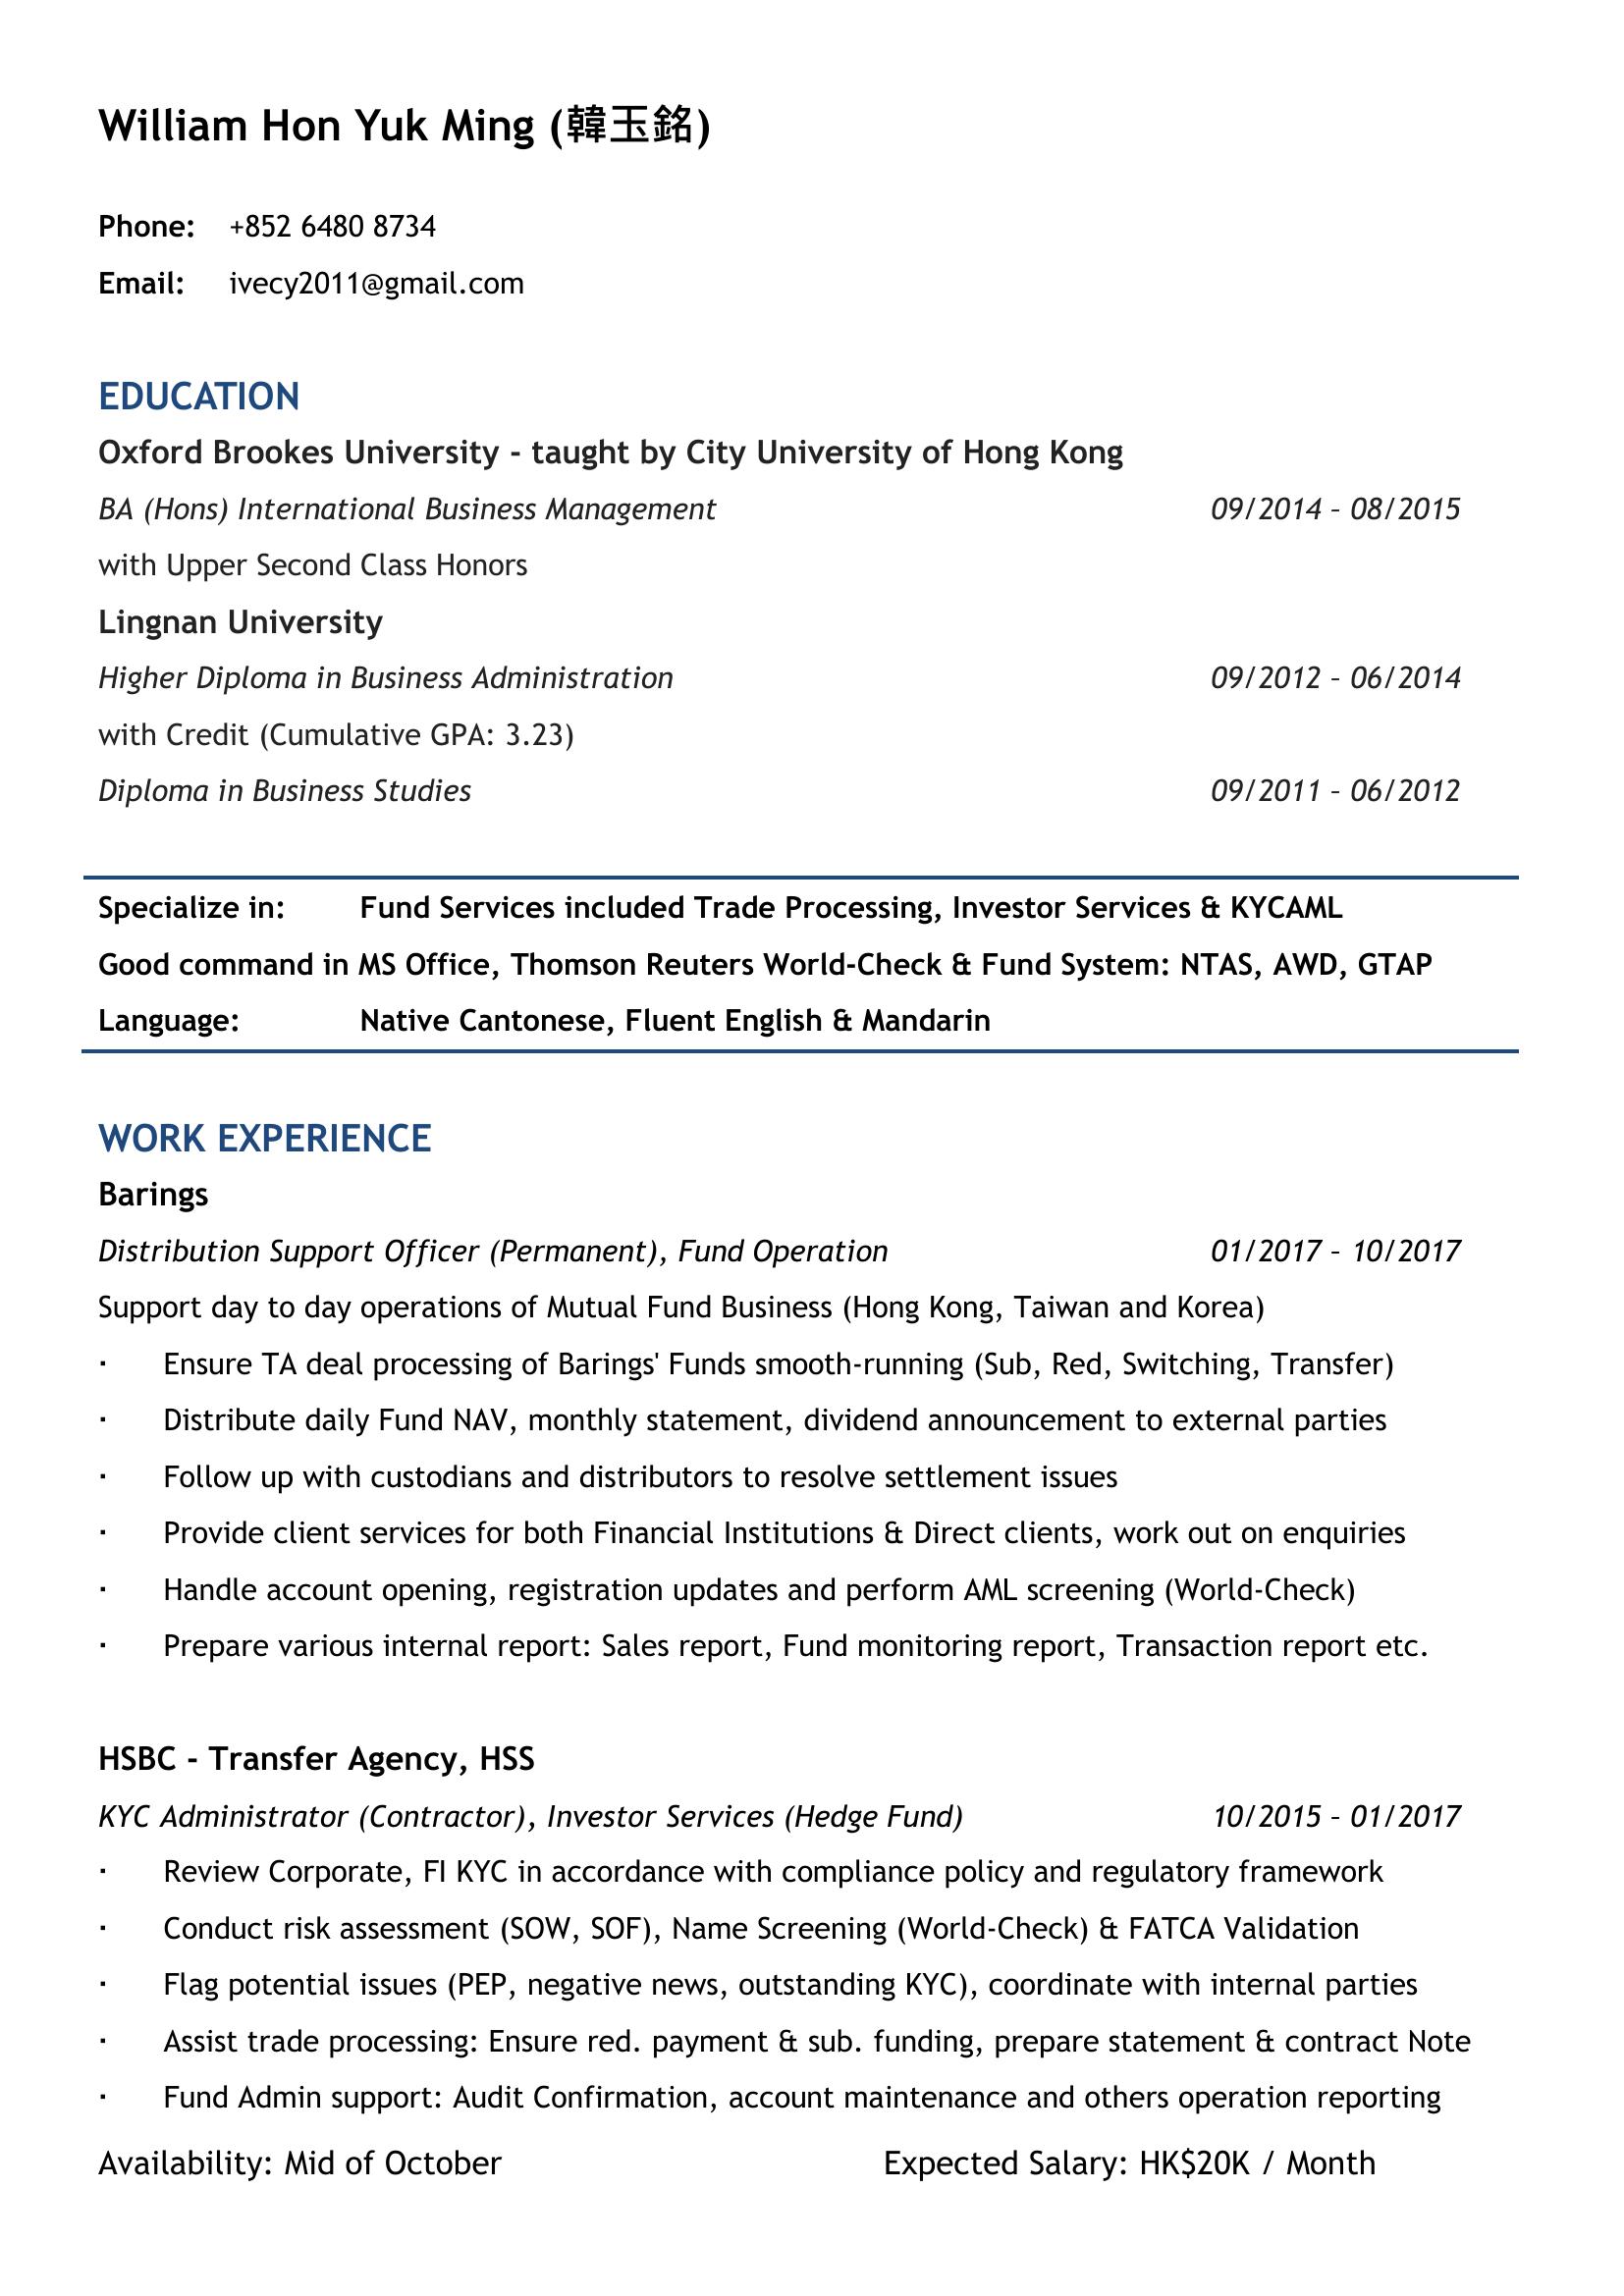 William Hon Yuk Ming (韓玉銘)
Phone: +852 6480 8734
Email: ivecy2011@gmail.com
EDUCATION
Oxford Brookes University - taught by City University of Hong Kong
BA (Hons) International Business Management 09/2014 – 08/2015
with Upper Second Class Honors
Lingnan University
Higher Diploma in Business Administration 09/2012 – 06/2014
with Credit (Cumulative GPA: 3.23)
Diploma in Business Studies 09/2011 – 06/2012
Specialize in: Fund Services included Trade Processing, Investor Services & KYCAML
Good command in MS Office, Thomson Reuters World-Check & Fund System: NTAS, AWD, GTAP
Language: Native Cantonese, Fluent English & Mandarin
WORK EXPERIENCE
Barings
Distribution Support Officer (Permanent), Fund Operation 01/2017 – 10/2017
Support day to day operations of Mutual Fund Business (Hong Kong, Taiwan and Korea)
· Ensure TA deal processing of Barings' Funds smooth-running (Sub, Red, Switching, Transfer)
· Distribute daily Fund NAV, monthly statement, dividend announcement to external parties
· Follow up with custodians and distributors to resolve settlement issues
· Provide client services for both Financial Institutions & Direct clients, work out on enquiries
· Handle account opening, registration updates and perform AML screening (World-Check)
· Prepare various internal report: Sales report, Fund monitoring report, Transaction report etc.
HSBC - Transfer Agency, HSS
KYC Administrator (Contractor), Investor Services (Hedge Fund) 10/2015 – 01/2017
· Review Corporate, FI KYC in accordance with compliance policy and regulatory framework
· Conduct risk assessment (SOW, SOF), Name Screening (World-Check) & FATCA Validation
· Flag potential issues (PEP, negative news, outstanding KYC), coordinate with internal parties
· Assist trade processing: Ensure red. payment & sub. funding, prepare statement & contract Note
· Fund Admin support: Audit Confirmation, account maintenance and others operation reporting
Availability: Mid of October Expected Salary: HK$20K / Month